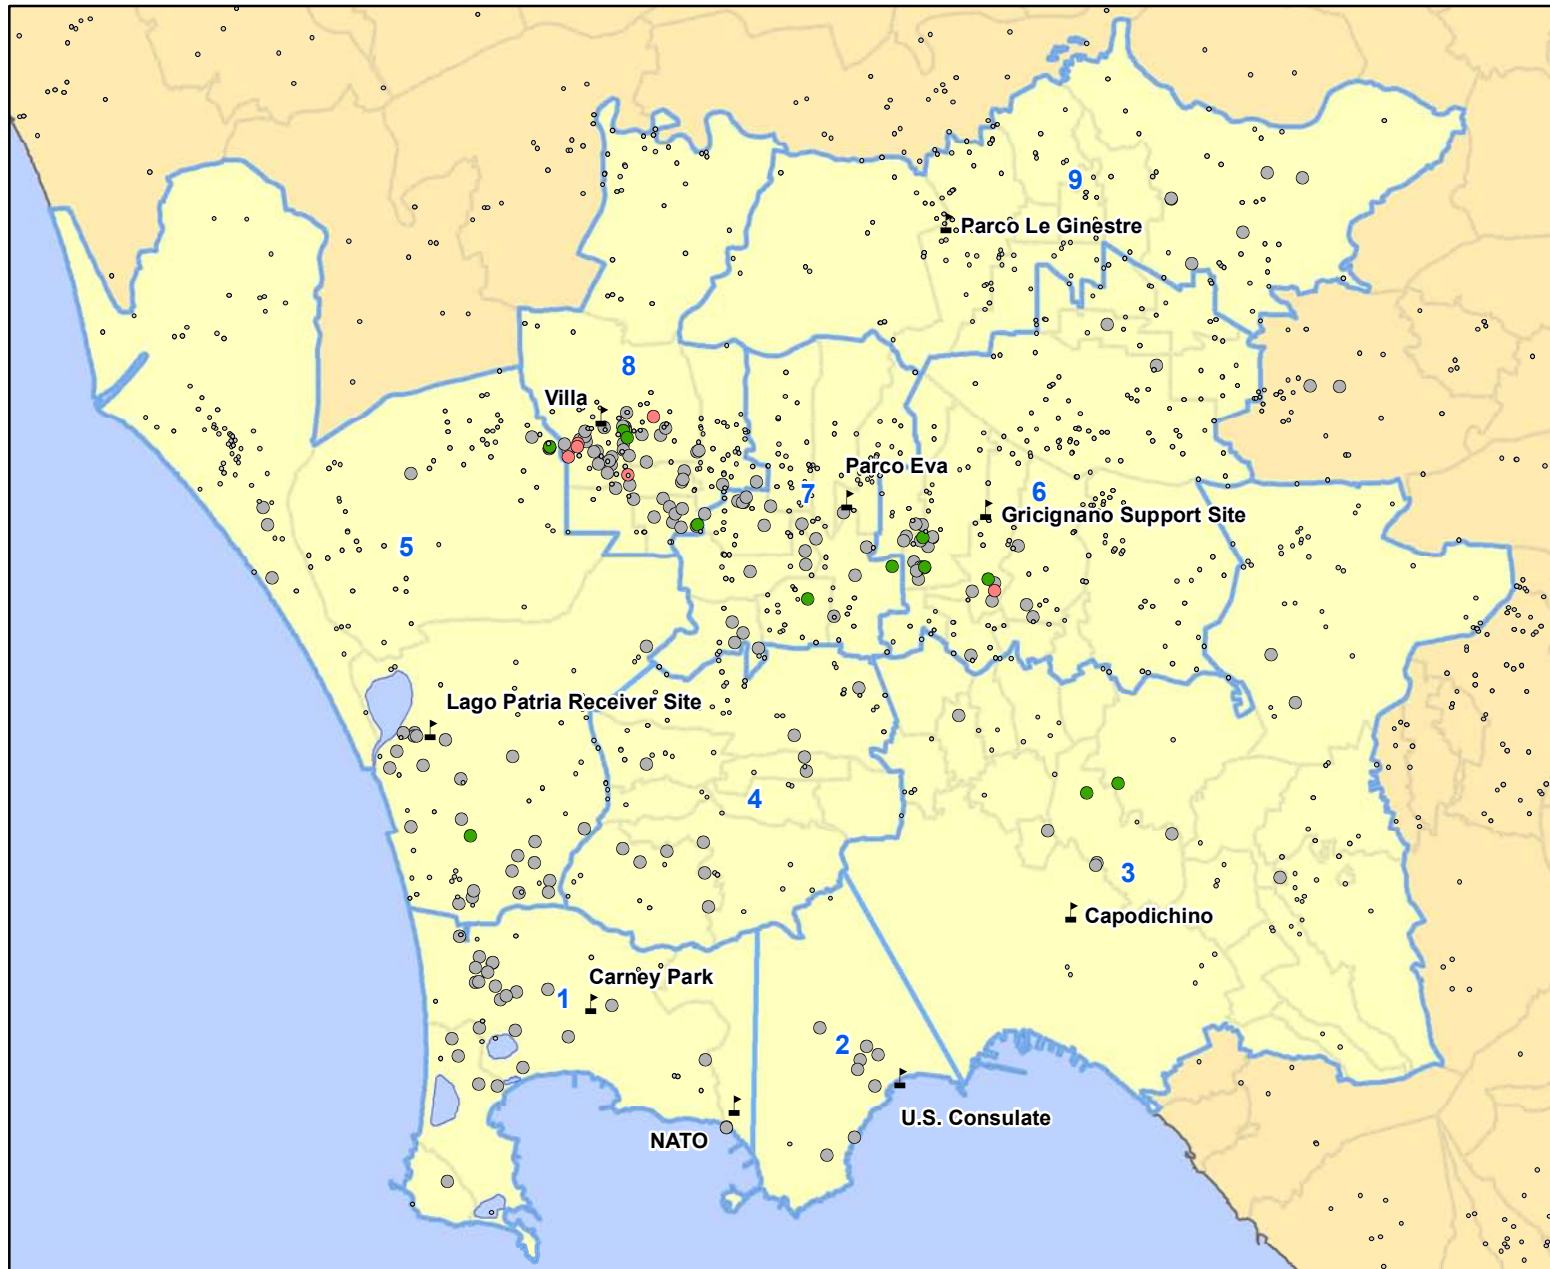 9
Parco Le Ginestre
8
Villa
Parco Eva
7
6
Gricignano Support Site
5
Lago Patria Receiver Site
4
3
Capodichino
Carney Park
1
2
U.S. Consulate
NATO